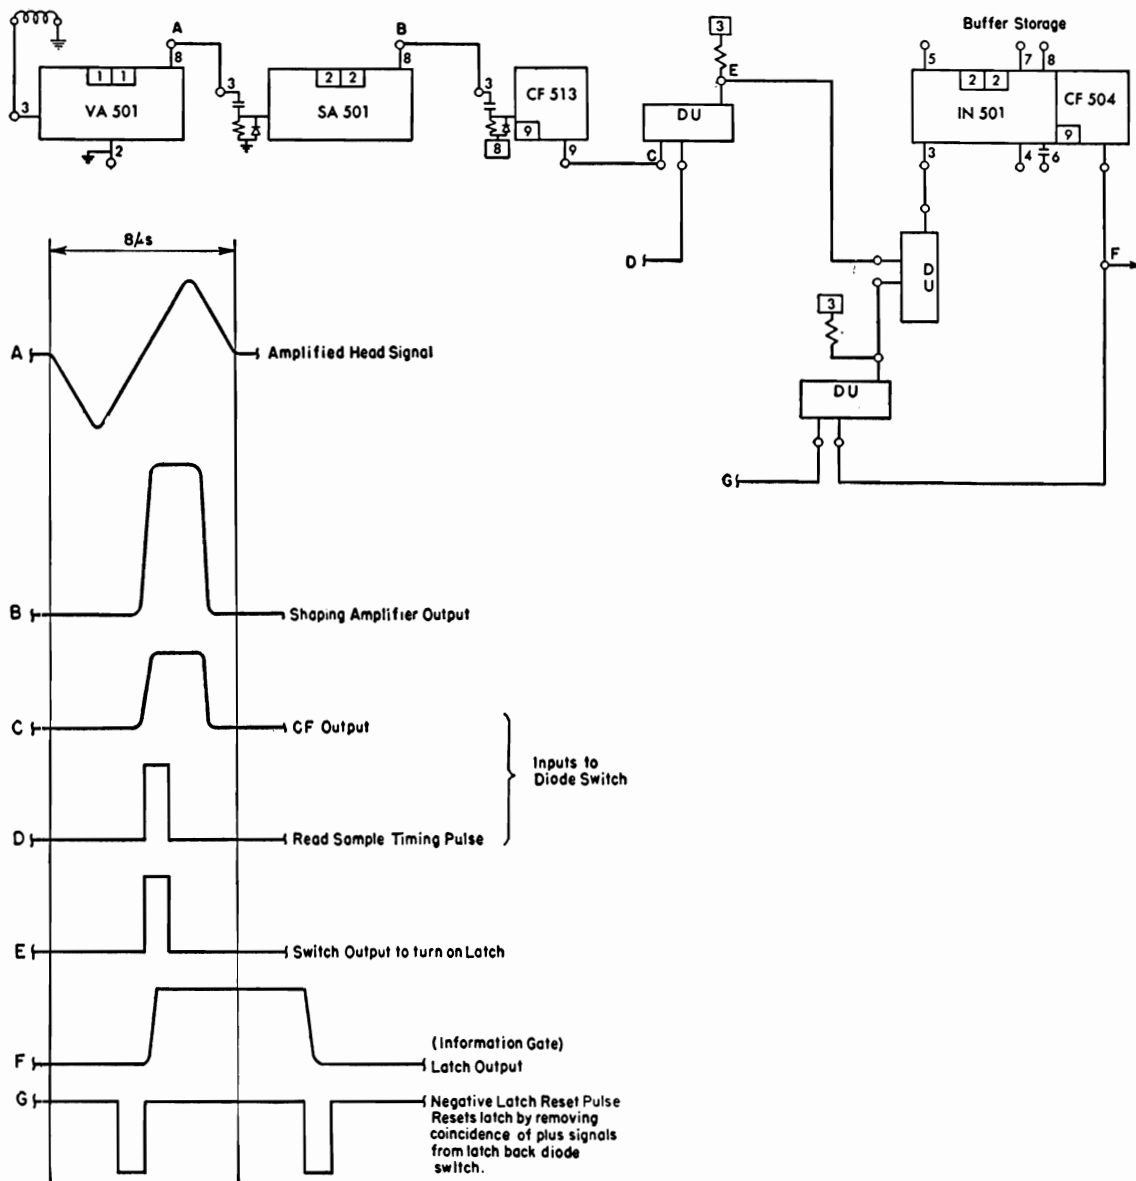 A
8
1 1
VA 501
3
2
3
B
8
2 2
SA 501
3
CF 513
9
8
9
3
E
DU
C
D
Buffer Storage
5
7
8
2 2
IN 501
CF 504
9
3
4
6
D
U
F
3
DU
G
8μs
A
Amplified Head Signal
B
Shaping Amplifier Output
C
CF Output
Inputs to
Diode Switch
D
Read Sample Timing Pulse
E
Switch Output to turn on Latch
F
(Information Gate)
Latch Output
G
Negative Latch Reset Pulse
Resets latch by removing
coincidence of plus signals
from latch back diode
switch.